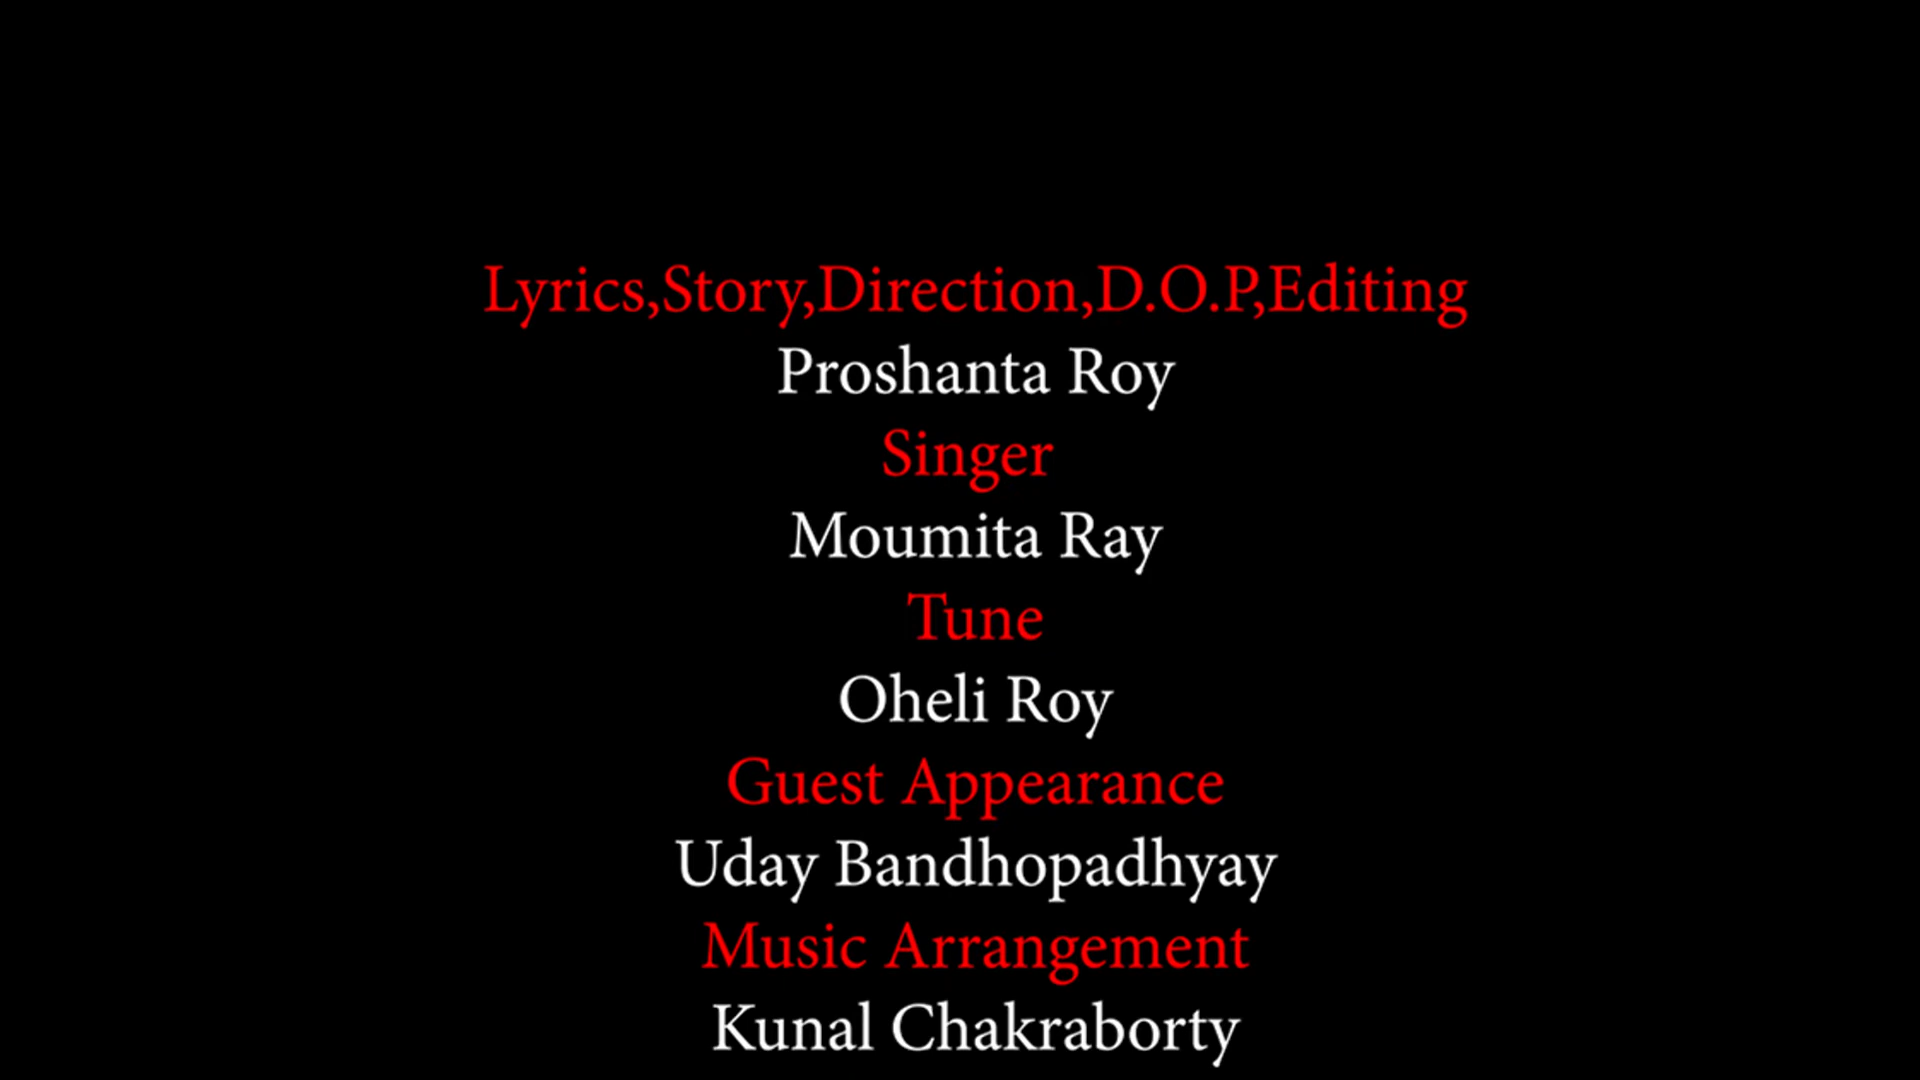 Lyrics,Story,Direction,D.O.P,Editing
Proshanta Roy
Singer
Moumita Ray
Tune
Oheli Roy
Guest Appearance
Uday Bandhopadhyay
Music Arrangement
Kunal Chakraborty